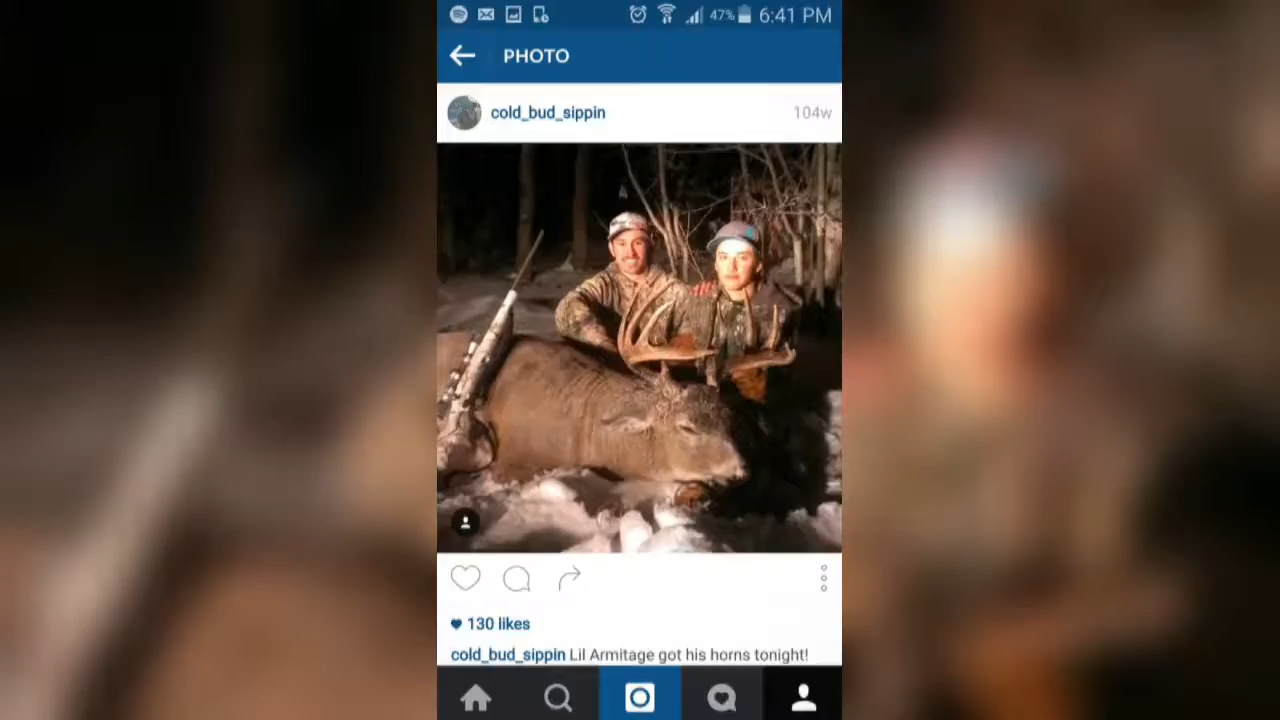 47% 6:41 PM
PHOTO
cold_bud_sippin 104w
130 likes
cold_bud_sippin Lil Armitage got his horns tonight!